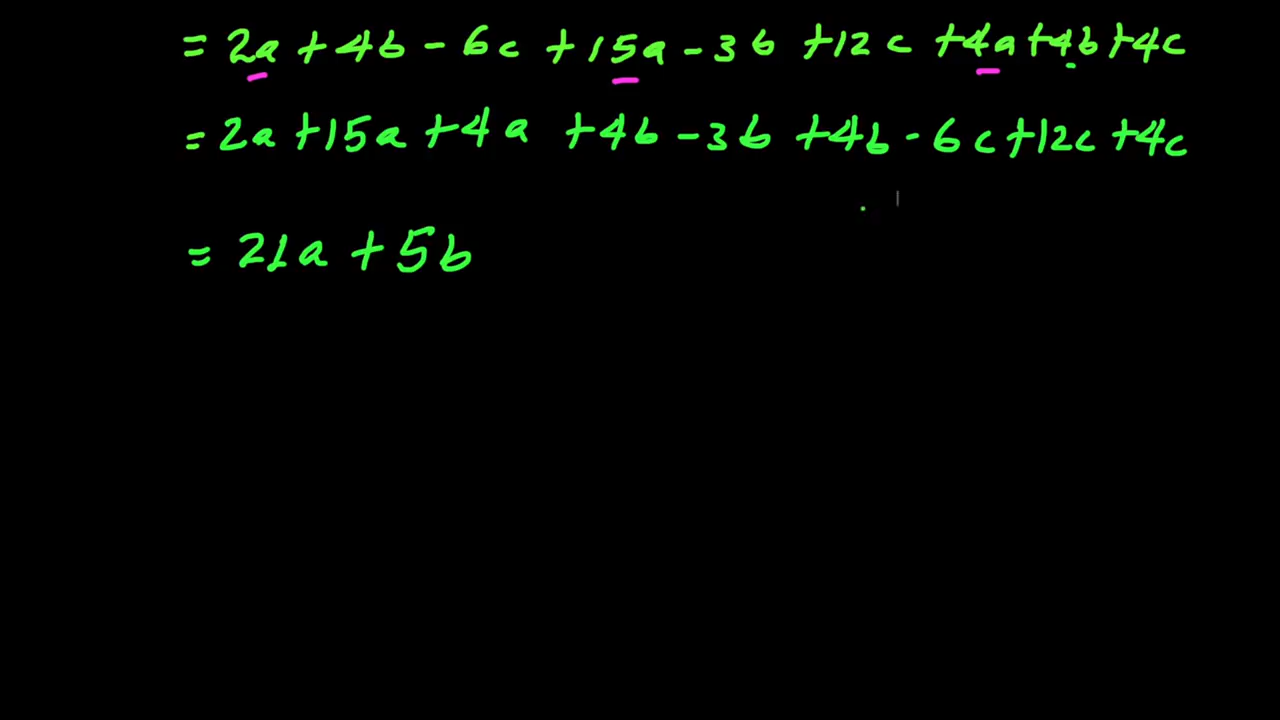 = 2a + 4b - 6c + 15a - 3b + 12c + 4a + 4b + 4c
= 2a + 15a + 4a + 4b - 3b + 4b - 6c + 12c + 4c
= 21a + 5b